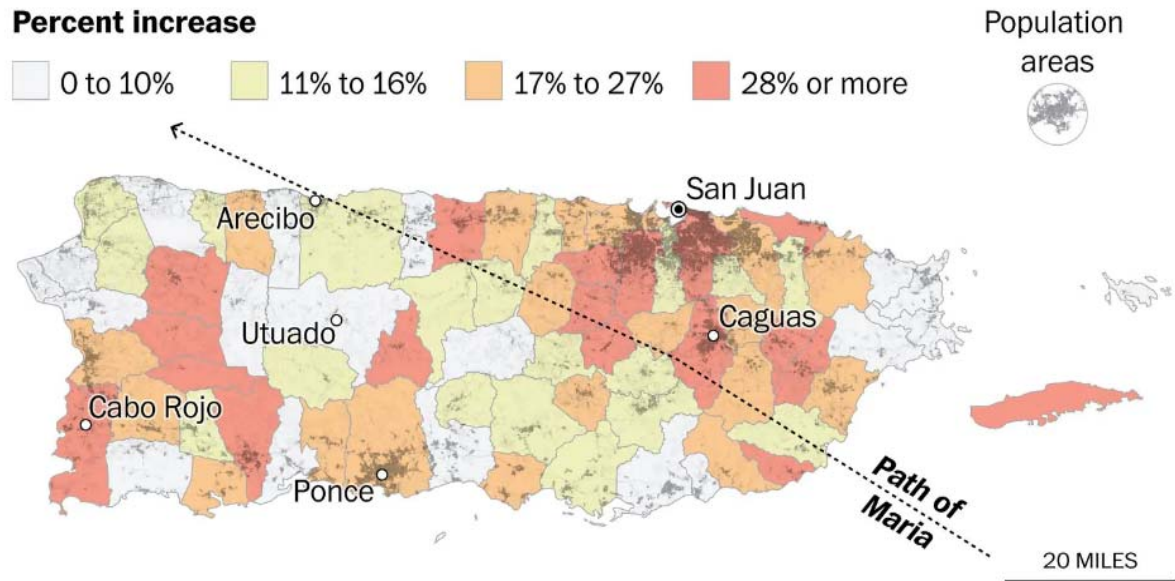 Percent increase
0 to 10%
11% to 16%
17% to 27%
28% or more
Population
areas
San Juan
Arecibo
Utuado
Caguas
Cabo Rojo
Ponce
Path of
Maria
20 MILES